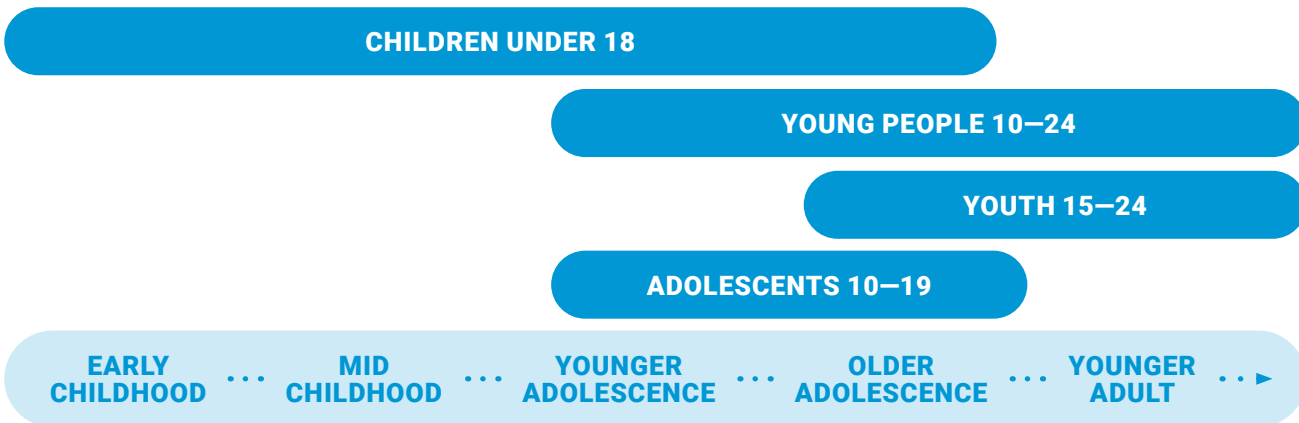 CHILDREN UNDER 18
YOUNG PEOPLE 10—24
YOUTH 15—24
ADOLESCENTS 10—19
EARLY
CHILDHOOD
MID
CHILDHOOD
YOUNGER
ADOLESCENCE
OLDER
ADOLESCENCE
YOUNGER
ADULT